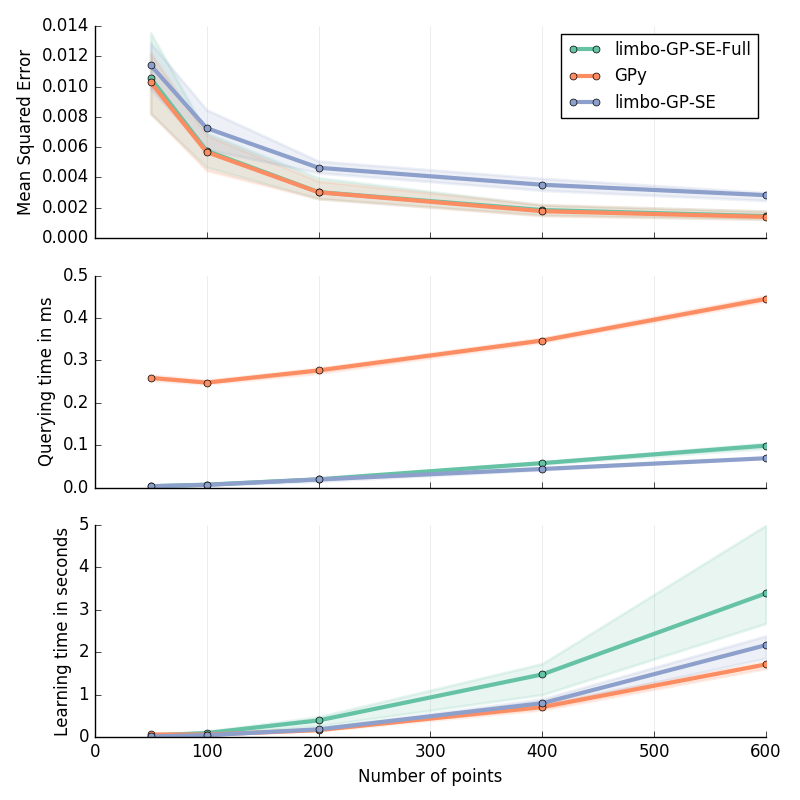 0.014
0.012
0.010
0.008
0.006
0.004
0.002
0.000
Mean Squared Error
limbo-GP-SE-Full
GPy
limbo-GP-SE
0.5
0.4
0.3
0.2
0.1
0.0
Querying time in ms
5
4
3
2
1
0
Learning time in seconds
0 100 200 300 400 500 600
Number of points